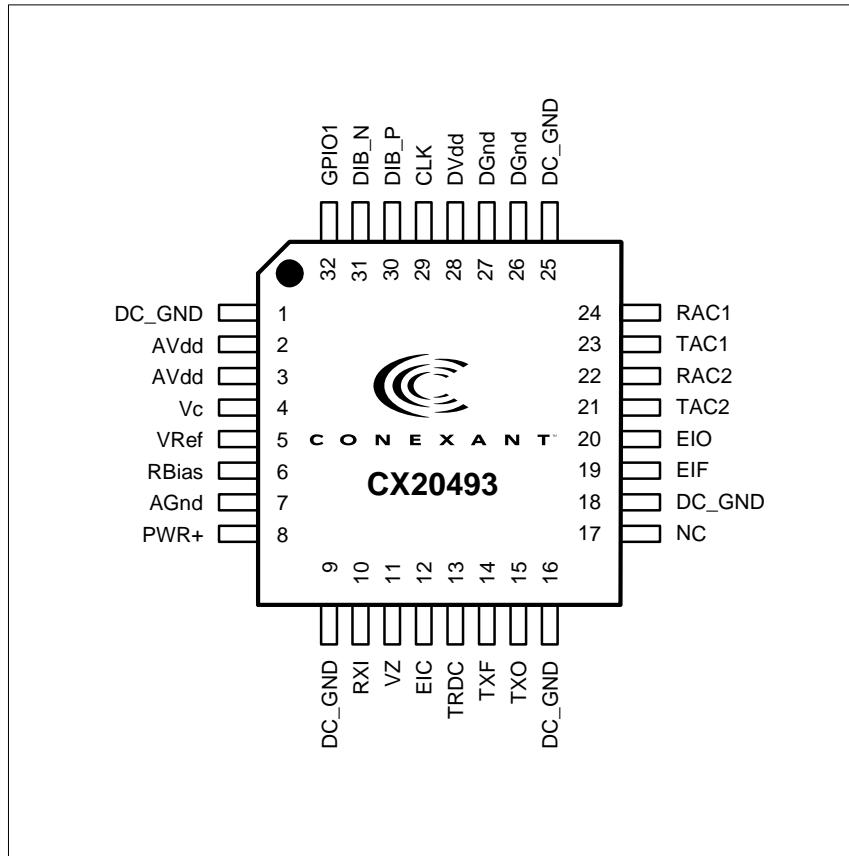 GPIO1
DIB_N
DIB_P
CLK
DVdd
DGnd
DGnd
DC_GND
32 31 30 29 28 27 26 25
DC_GND 1
AVdd 2
AVdd 3
Vc 4
VRef 5
RBias 6
AGnd 7
PWR+ 8
CONEXANT™
CX20493
24 RAC1
23 TAC1
22 RAC2
21 TAC2
20 EIO
19 EIF
18 DC_GND
17 NC
9 10 11 12 13 14 15 16
DC_GND
RXI
VZ
EIC
TRDC
TXF
TXO
DC_GND